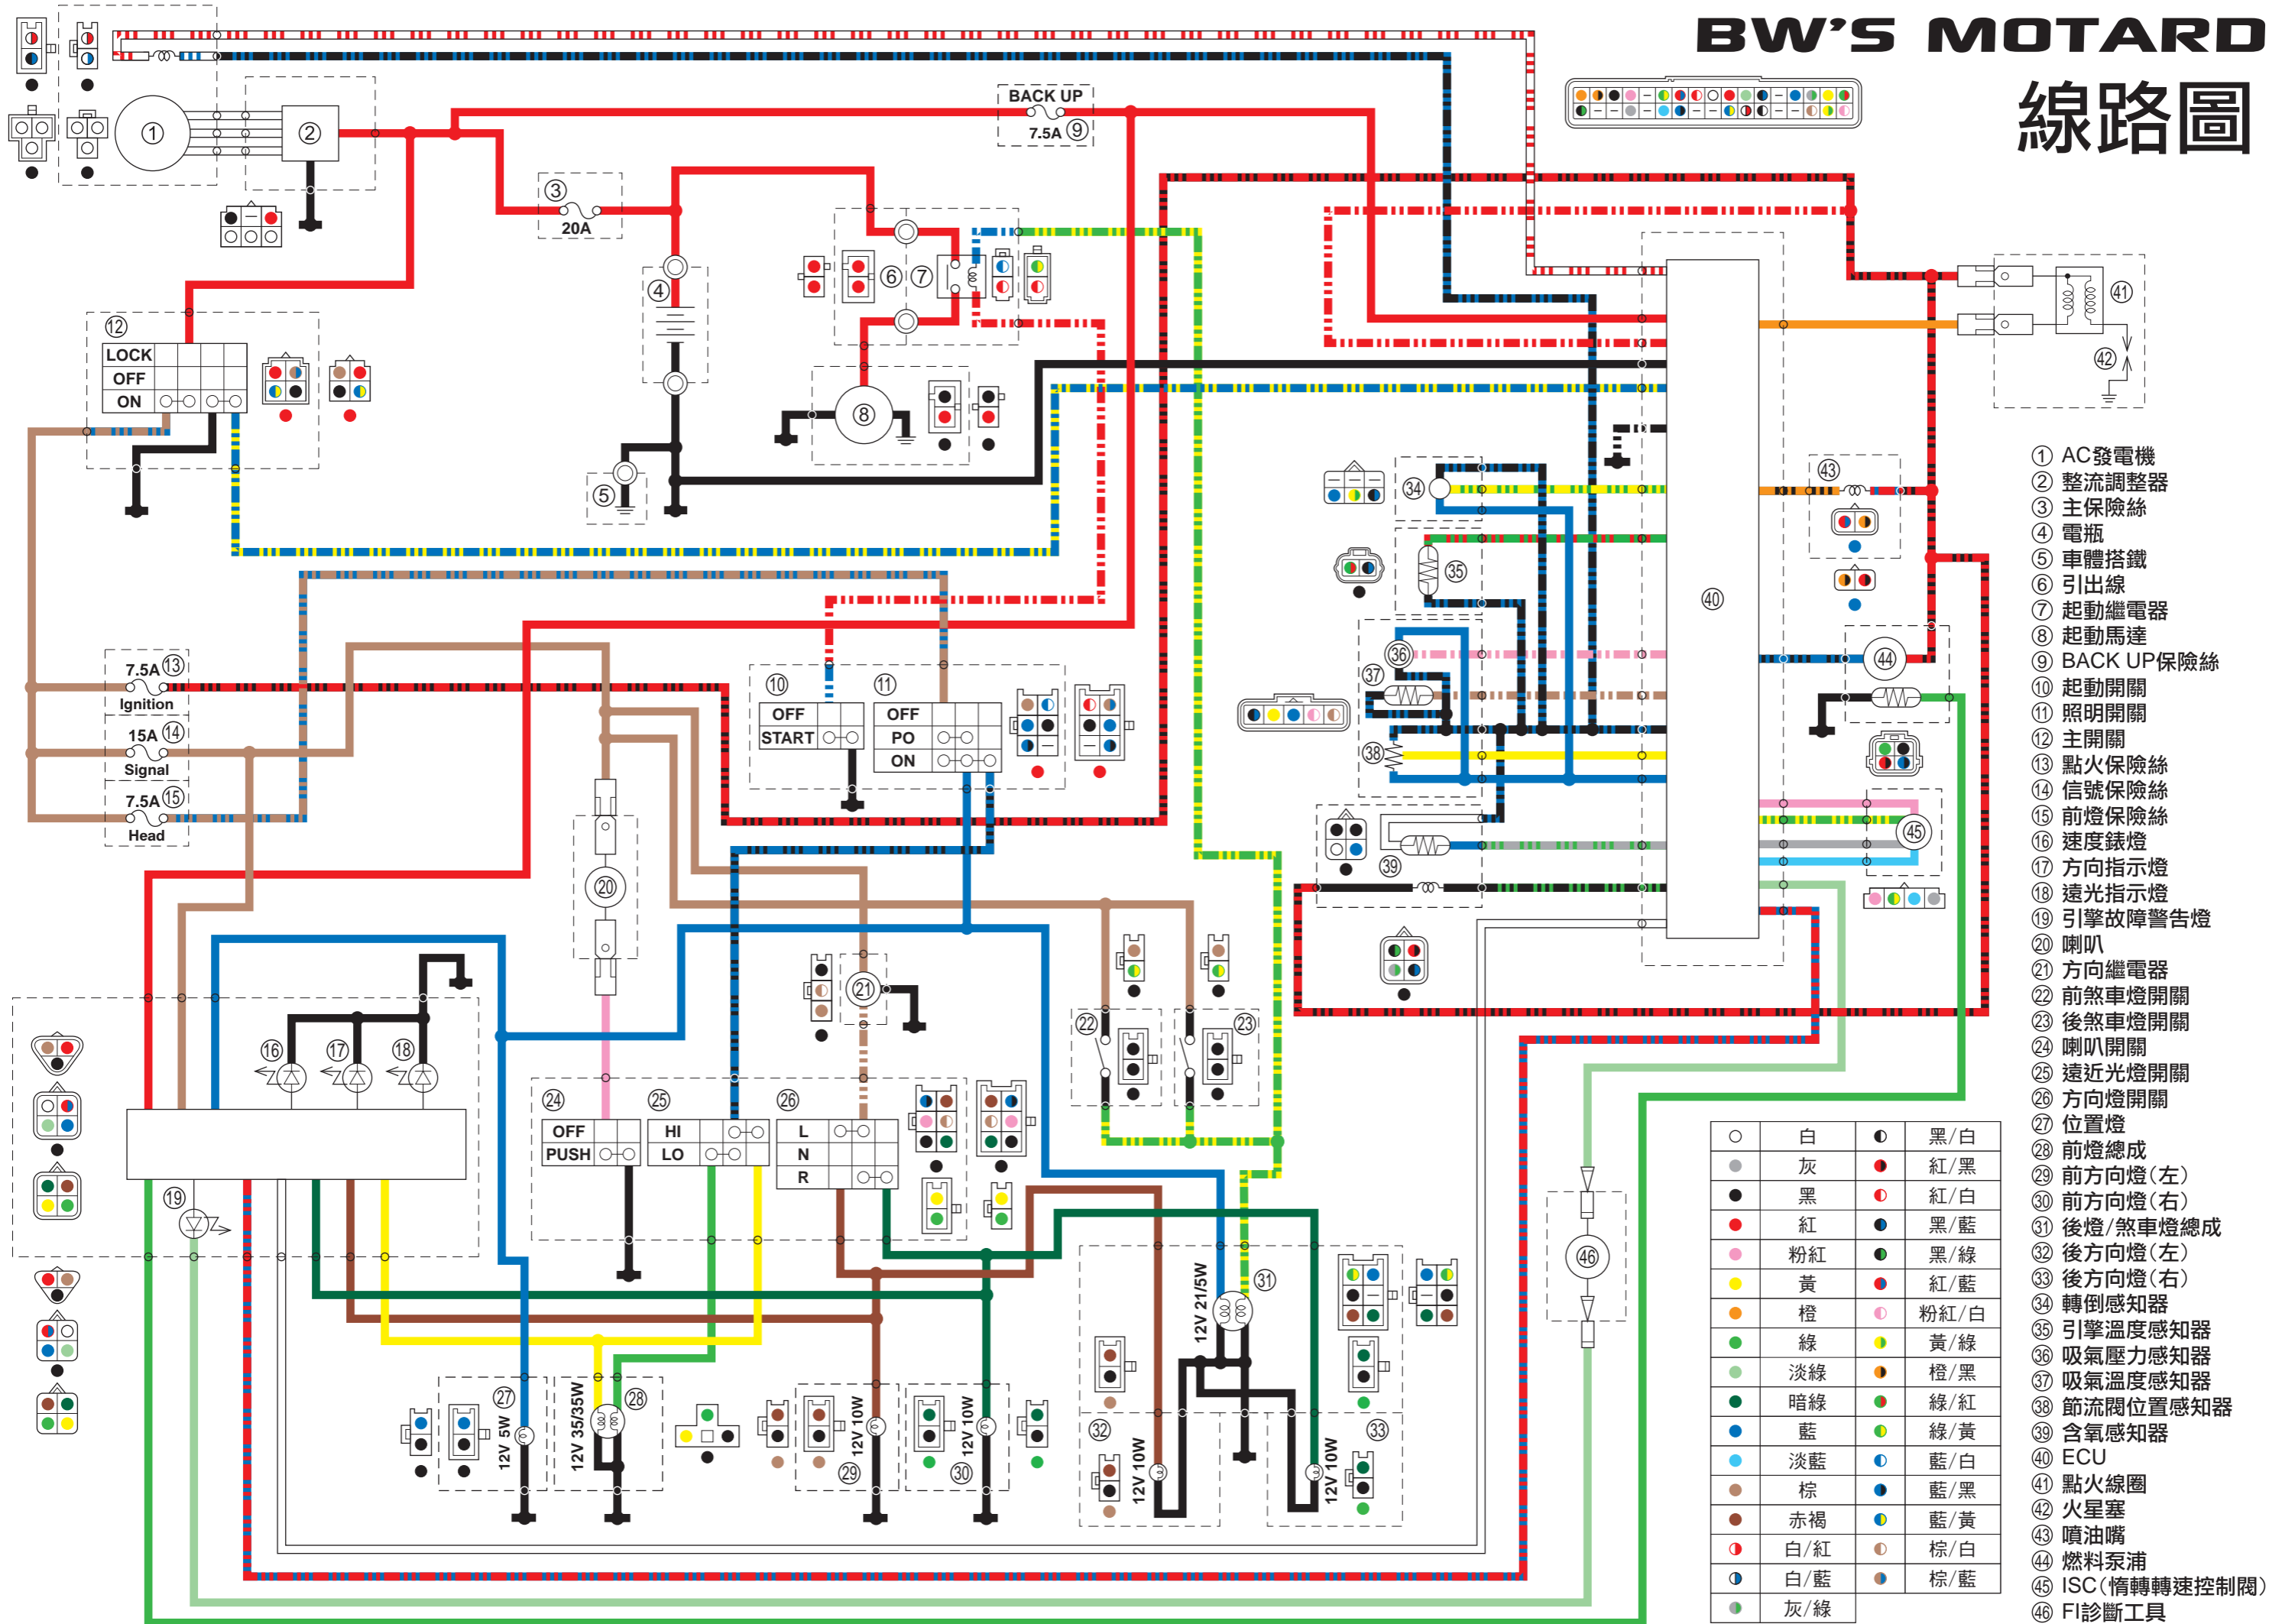 BW'S MOTARD
線路圖
①
②
BACK UP
7.5A ⑨
③
20A
④
⑤
⑥ ⑦
⑧
⑫
LOCK
OFF
ON
7.5A ⑬
Ignition
15A ⑭
Signal
7.5A ⑮
Head
⑩
OFF
START
⑪
OFF
PO
ON
⑳
㉑
㉒
㉓
㉞
㉟
㊱
㊲
㊳
㊴
㊵
㊶
㊷
㊸
㊹
㊺
㊻
⑯
⑰
⑱
⑲
㉔
OFF
PUSH
㉕
HI
LO
㉖
L
N
R
㉗
12V 5W
㉘
12V 35/35W
㉙
12V 10W
㉚
12V 10W
㉛
12V 21/5W
㉜
12V 10W
㉝
12V 10W
① AC發電機
② 整流調整器
③ 主保險絲
④ 電瓶
⑤ 車體搭鐵
⑥ 引出線
⑦ 起動繼電器
⑧ 起動馬達
⑨ BACK UP保險絲
⑩ 起動開關
⑪ 照明開關
⑫ 主開關
⑬ 點火保險絲
⑭ 信號保險絲
⑮ 前燈保險絲
⑯ 速度錶燈
⑰ 方向指示燈
⑱ 遠光指示燈
⑲ 引擎故障警告燈
⑳ 喇叭
㉑ 方向繼電器
㉒ 前煞車燈開關
㉓ 後煞車燈開關
㉔ 喇叭開關
㉕ 遠近光燈開關
㉖ 方向燈開關
㉗ 位置燈
㉘ 前燈總成
㉙ 前方向燈(左)
㉚ 前方向燈(右)
㉛ 後燈/煞車燈總成
㉜ 後方向燈(左)
㉝ 後方向燈(右)
㉞ 轉倒感知器
㉟ 引擎溫度感知器
㊱ 吸氣壓力感知器
㊲ 吸氣溫度感知器
㊳ 節流閥位置感知器
㊴ 含氧感知器
㊵ ECU
㊶ 點火線圈
㊷ 火星塞
㊸ 噴油嘴
㊹ 燃料泵浦
㊺ ISC(惰轉轉速控制閥)
㊻ FI診斷工具
白 黑/白
灰 紅/黑
黑 紅/白
紅 黑/藍
粉紅 黑/綠
黃 紅/藍
橙 粉紅/白
綠 黃/綠
淡綠 橙/黑
暗綠 綠/紅
藍 綠/黃
淡藍 藍/白
棕 藍/黑
赤褐 藍/黃
白/紅 棕/白
白/藍 棕/藍
灰/綠